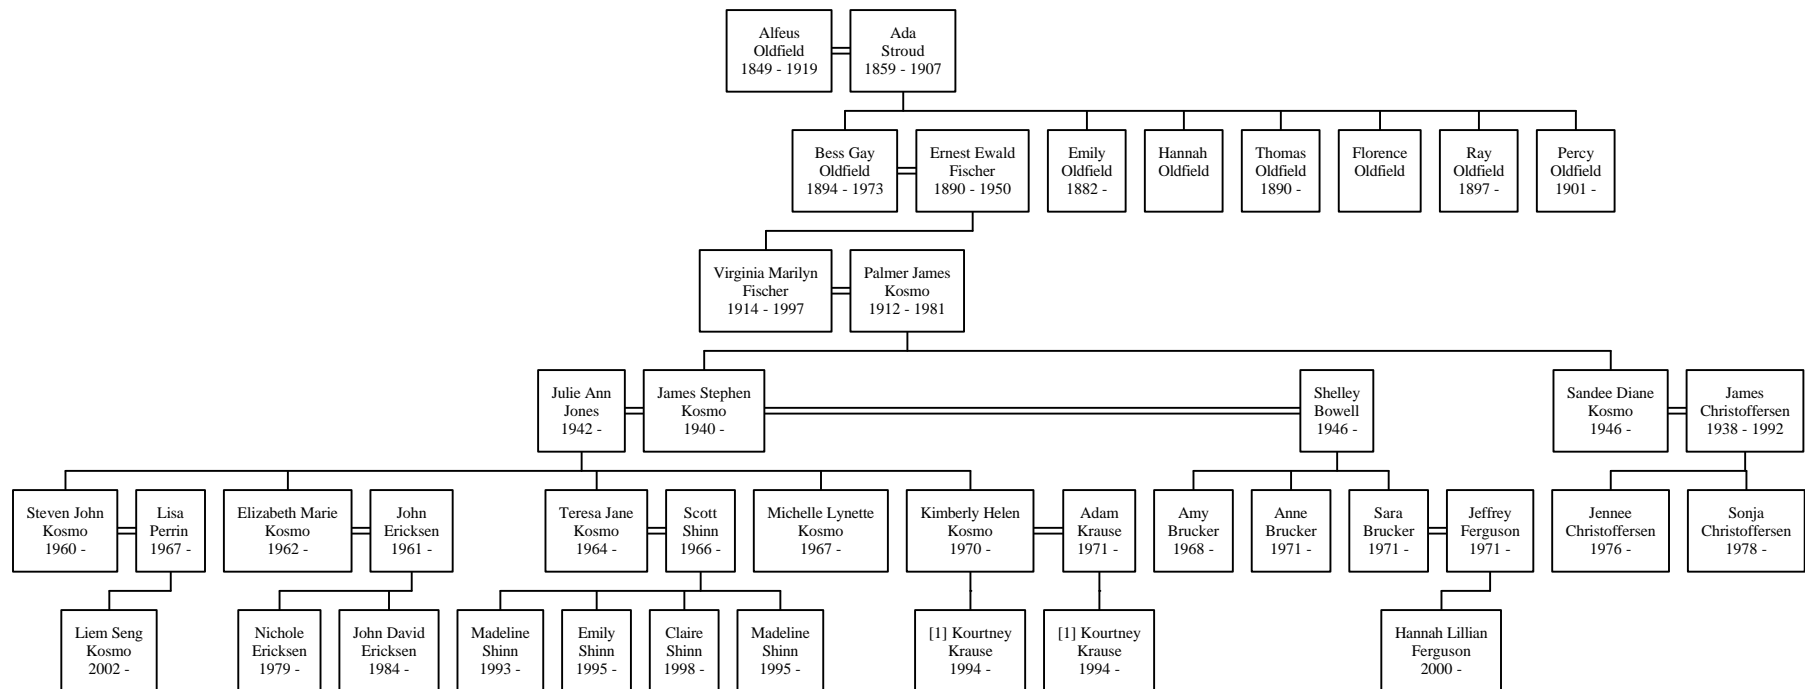 Alfeus
Oldfield
1849 - 1919
Ada
Stroud
1859 - 1907
Bess Gay
Oldfield
1894 - 1973
Ernest Ewald
Fischer
1890 - 1950
Emily
Oldfield
1882 -
Hannah
Oldfield
Thomas
Oldfield
1890 -
Florence
Oldfield
Ray
Oldfield
1897 -
Percy
Oldfield
1901 -
Virginia Marilyn
Fischer
1914 - 1997
Palmer James
Kosmo
1912 - 1981
Julie Ann
Jones
1942 -
James Stephen
Kosmo
1940 -
Shelley
Bowell
1946 -
Sandee Diane
Kosmo
1946 -
James
Christoffersen
1938 - 1992
Steven John
Kosmo
1960 -
Lisa
Perrin
1967 -
Elizabeth Marie
Kosmo
1962 -
John
Ericksen
1961 -
Teresa Jane
Kosmo
1964 -
Scott
Shinn
1966 -
Michelle Lynette
Kosmo
1967 -
Kimberly Helen
Kosmo
1970 -
Adam
Krause
1971 -
Amy
Brucker
1968 -
Anne
Brucker
1971 -
Sara
Brucker
1971 -
Jeffrey
Ferguson
1971 -
Jennee
Christoffersen
1976 -
Sonja
Christoffersen
1978 -
Liem Seng
Kosmo
2002 -
Nichole
Ericksen
1979 -
John David
Ericksen
1984 -
Madeline
Shinn
1993 -
Emily
Shinn
1995 -
Claire
Shinn
1998 -
Madeline
Shinn
1995 -
[1] Kourtney
Krause
1994 -
[1] Kourtney
Krause
1994 -
Hannah Lillian
Ferguson
2000 -